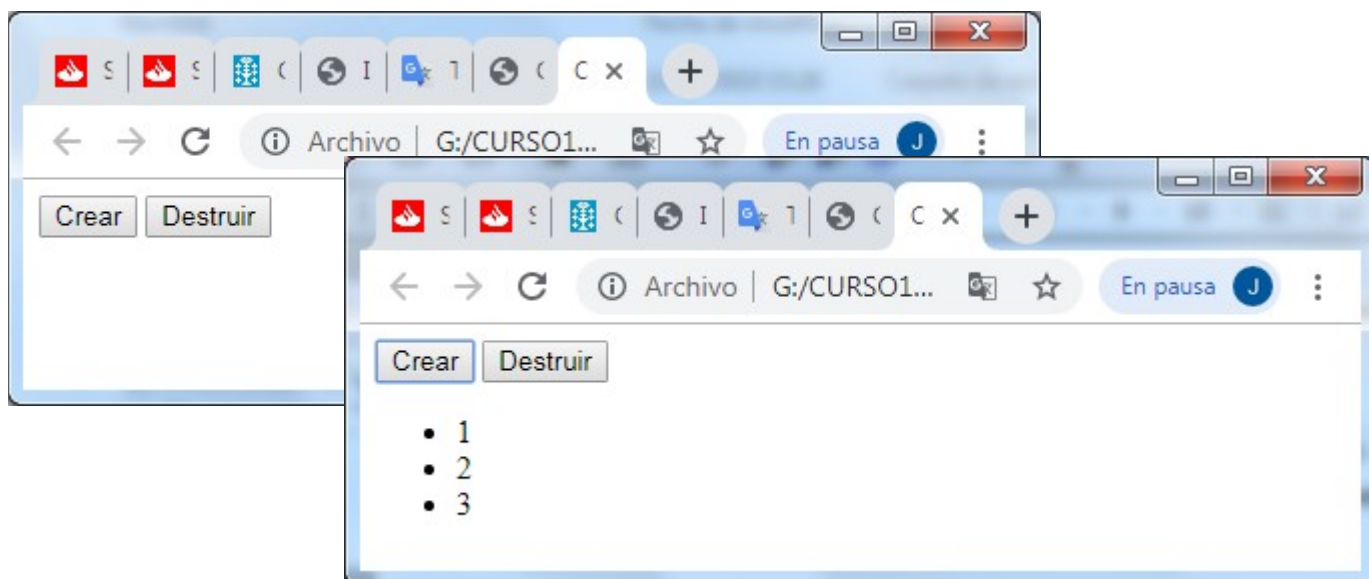 S S ( I T ( C
Archivo G:/CURSO1... En pausa J
Crear Destruir
S S ( I T ( C
Archivo G:/CURSO1... En pausa J
Crear Destruir
1
2
3